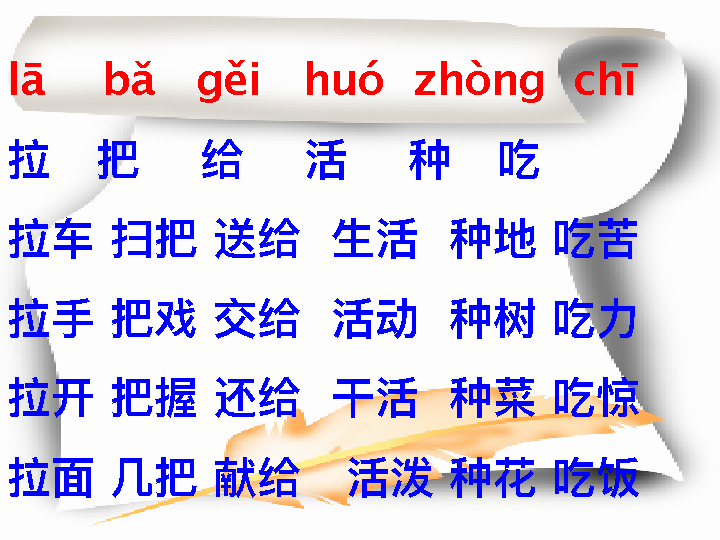 lā bǎ gěi huó zhòng chī
拉 把 给 活 种 吃
拉车 扫把 送给 生活 种地 吃苦
拉手 把戏 交给 活动 种树 吃力
拉开 把握 还给 干活 种菜 吃惊
拉面 几把 献给 活泼 种花 吃饭